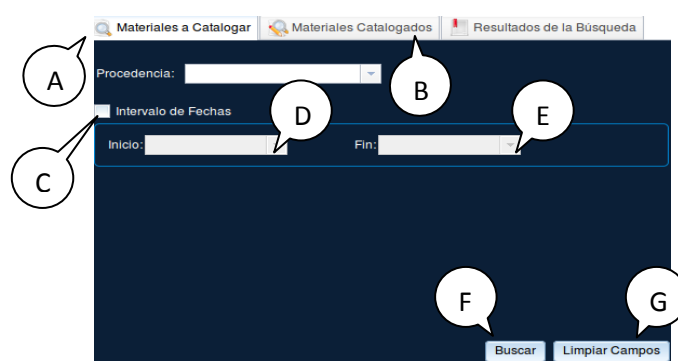 Materiales a Catalogar Materiales Catalogados Resultados de la Búsqueda
A
Procedencia:
B
Intervalo de Fechas
D
E
Inicio: Fin:
C
F
G
Buscar Limpiar Campos